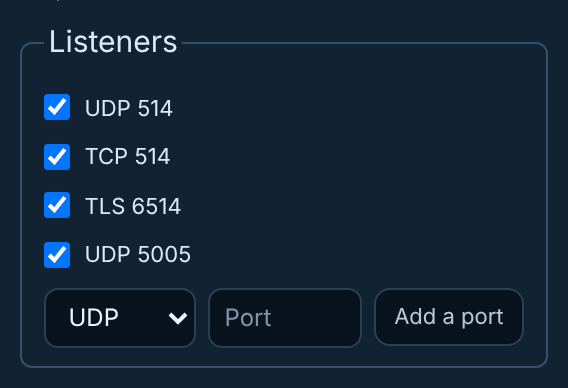 Listeners
UDP 514
TCP 514
TLS 6514
UDP 5005
UDP Port Add a port